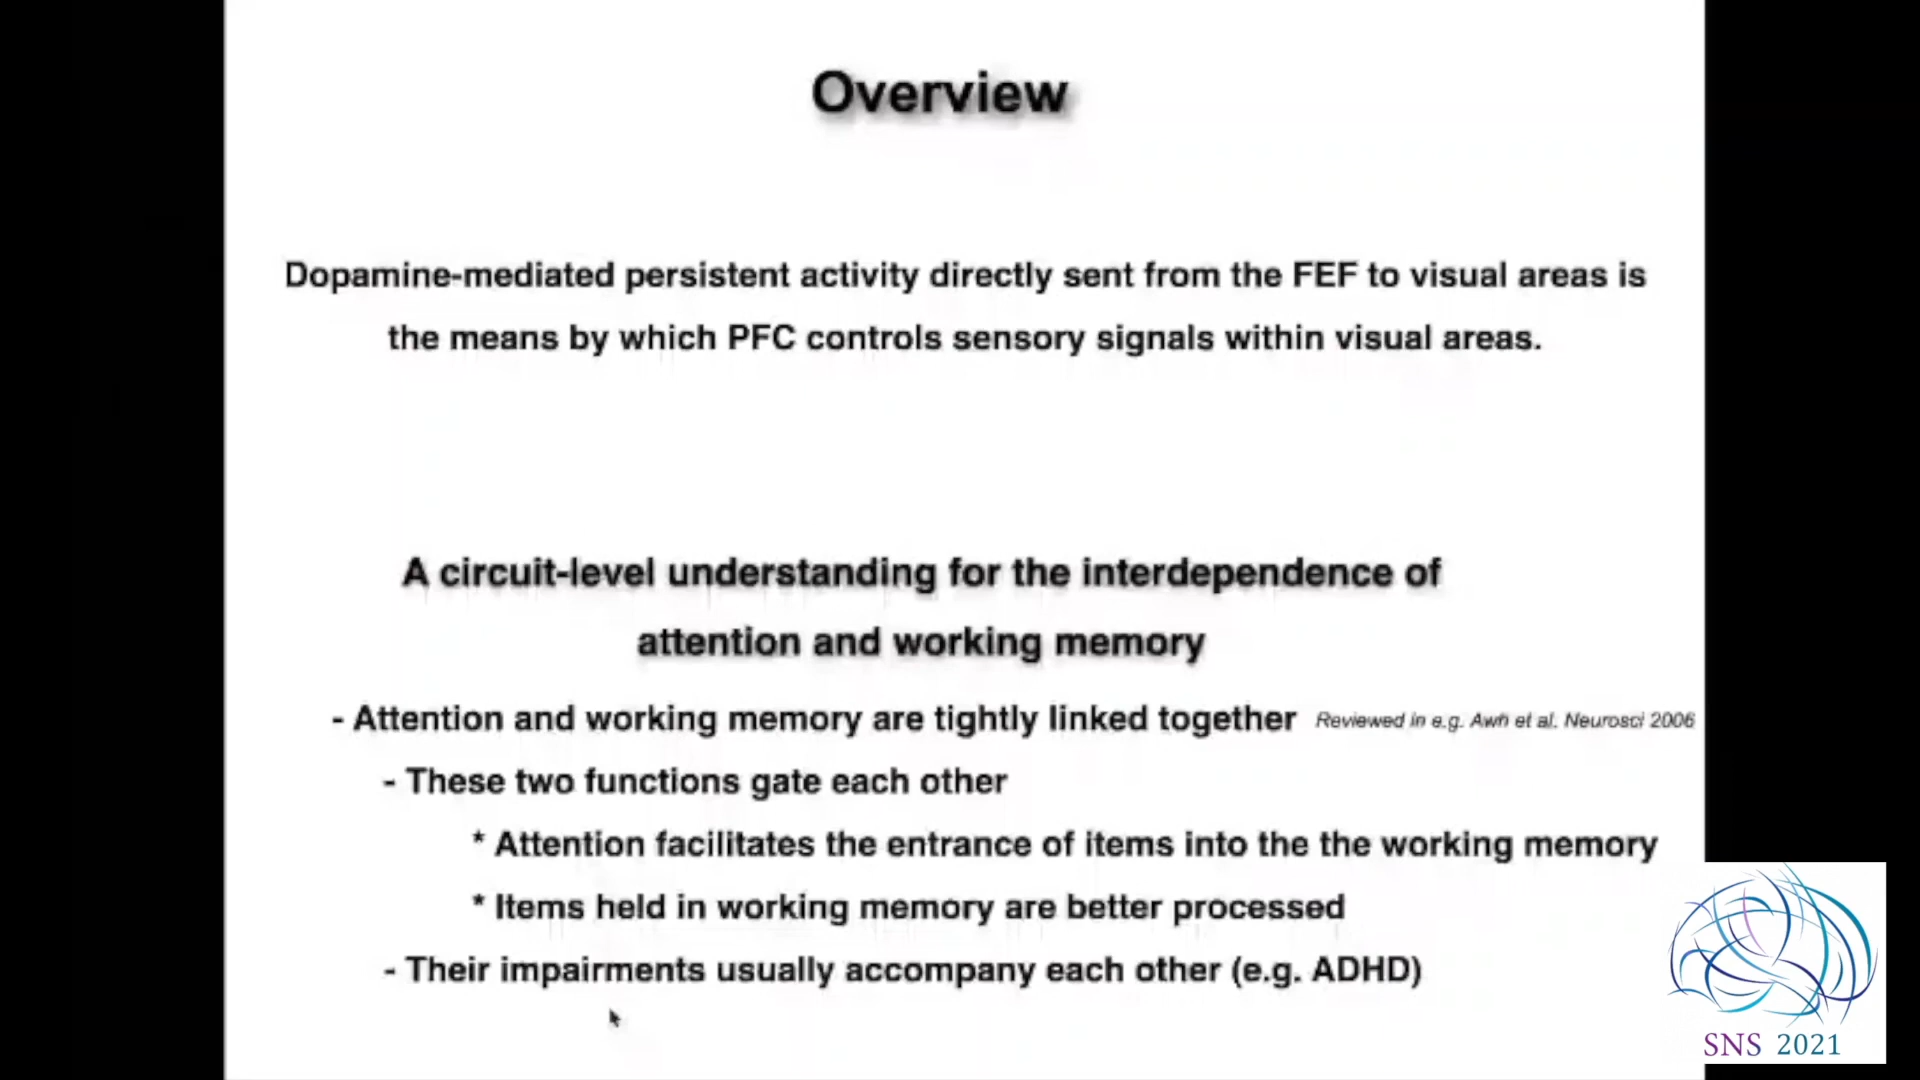 Overview
Dopamine-mediated persistent activity directly sent from the FEF to visual areas is
the means by which PFC controls sensory signals within visual areas.
A circuit-level understanding for the interdependence of
attention and working memory
- Attention and working memory are tightly linked together Reviewed in e.g. Awh et al. Neurosci 2006
- These two functions gate each other
* Attention facilitates the entrance of items into the the working memory
* Items held in working memory are better processed
- Their impairments usually accompany each other (e.g. ADHD)
SNS 2021